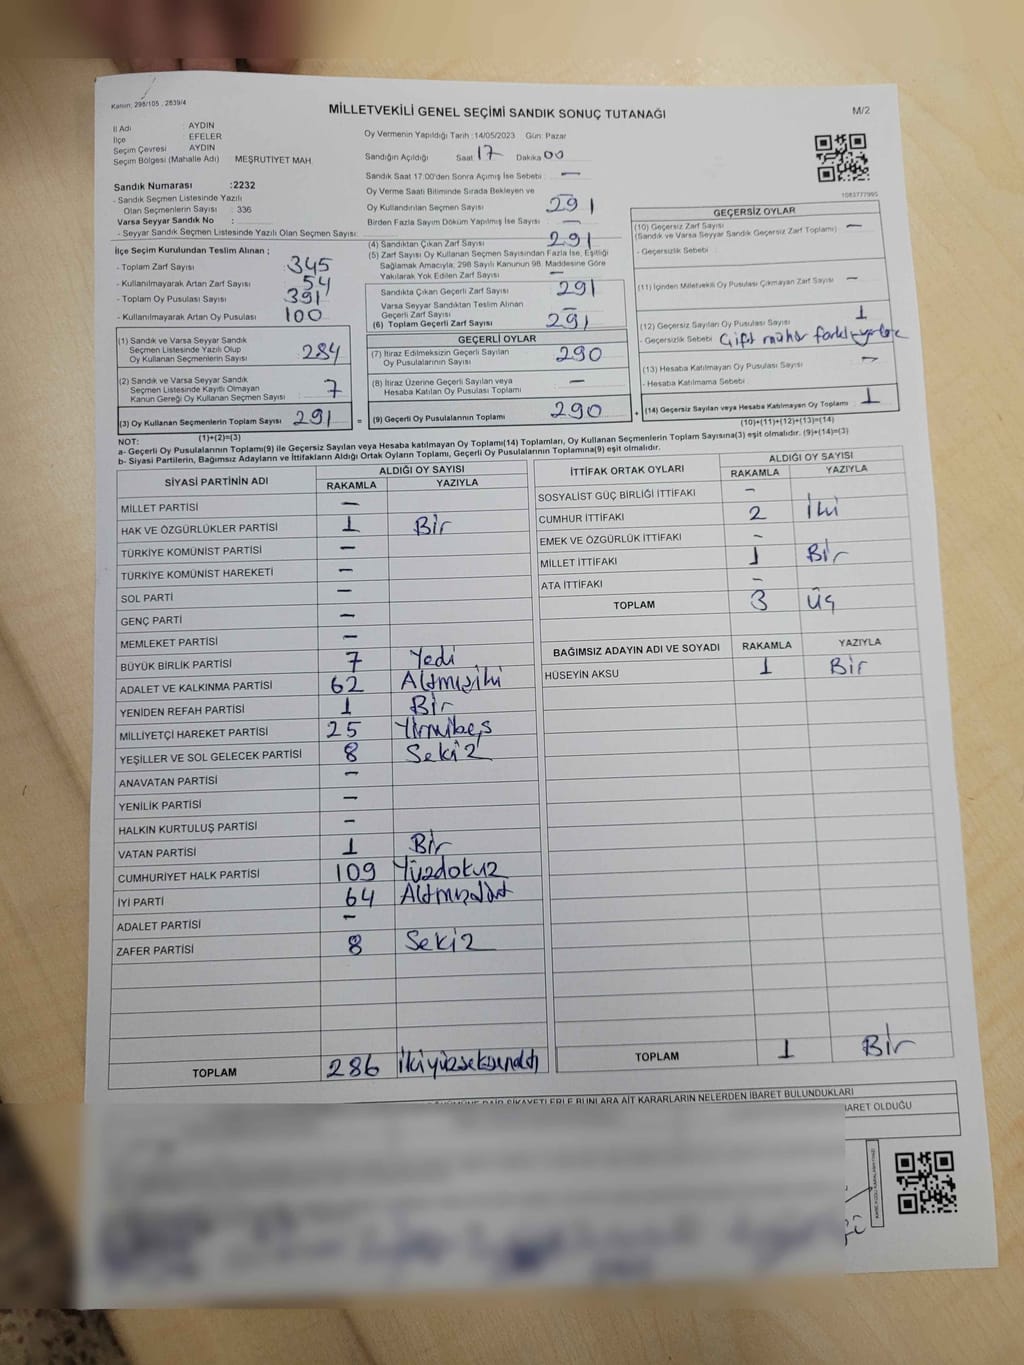 Kanun: 298/105 , 2839/4
MİLLETVEKİLİ GENEL SEÇİMİ SANDIK SONUÇ TUTANAĞI
M/2
İl Adı : AYDIN
İlçe : EFELER
Seçim Çevresi : AYDIN
Seçim Bölgesi (Mahalle Adı) MEŞRUTİYET MAH.
Sandık Numarası :2232
- Sandık Seçmen Listesinde Yazılı
Olan Seçmenlerin Sayısı : 336
Varsa Seyyar Sandık No :
- Seyyar Sandık Seçmen Listesinde Yazılı Olan Seçmen Sayısı:
Oy Vermenin Yapıldığı Tarih :14/05/2023 Gün: Pazar
Sandığın Açıldığı Saat 17 Dakika 00
Sandık Saat 17:00'den Sonra Açımış İse Sebebi : —
Oy Verme Saati Bitiminde Sırada Bekleyen ve
Oy Kullandırılan Seçmen Sayısı —
291
Birden Fazla Sayım Döküm Yapılmış İse Sayısı : —
(4) Sandıktan Çıkan Zarf Sayısı 291
(5) Zarf Sayısı Oy Kullanan Seçmen Sayısından Fazla İse, Eşitliği
Sağlamak Amacıyla, 298 Sayılı Kanunun 98. Maddesine Göre
Yakılarak Yok Edilen Zarf Sayısı —
Sandıkta Çıkan Geçerli Zarf Sayısı 291
Varsa Seyyar Sandıktan Teslim Alınan
Geçerli Zarf Sayısı —
(6) Toplam Geçerli Zarf Sayısı 291
İlçe Seçim Kurulundan Teslim Alınan ;
- Toplam Zarf Sayısı : 345
- Kullanılmayarak Artan Zarf Sayısı : 54
- Toplam Oy Pusulası Sayısı : 391
- Kullanılmayarak Artan Oy Pusulası : 100
(1) Sandık ve Varsa Seyyar Sandık
Seçmen Listesinde Yazılı Olup
Oy Kullanan Seçmenlerin Sayısı : 284
(2) Sandık ve Varsa Seyyar Sandık
Seçmen Listesinde Kayıtlı Olmayan
Kanun Gereği Oy Kullanan Seçmen Sayısı : 7
(3) Oy Kullanan Seçmenlerin Toplam Sayısı : 291
(1)+(2)=(3)
GEÇERLİ OYLAR
(7) İtiraz Edilmeksizin Geçerli Sayılan
Oy Pusulalarının Sayısı 290
(8) İtiraz Üzerine Geçerli Sayılan veya
Hesaba Katılan Oy Pusulası Toplamı —
= (9) Geçerli Oy Pusulalarının Toplamı 290
1083777995
GEÇERSİZ OYLAR
(10) Geçersiz Zarf Sayısı
(Sandık ve Varsa Seyyar Sandık Geçersiz Zarf Toplamı) —
- Geçersizlik Sebebi :
(11) İçinden Milletvekili Oy Pusulası Çıkmayan Zarf Sayısı —
(12) Geçersiz Sayılan Oy Pusulası Sayısı 1
- Geçersizlik Sebebi Çift mühür
(13) Hesaba Katılmayan Oy Pusulası Sayısı —
- Hesaba Katılmama Sebebi
+ (14) Geçersiz Sayılan veya Hesaba Katılmayan Oy Toplamı 1
(10)+(11)+(12)+(13)=(14)
NOT:
a- Geçerli Oy Pusulalarının Toplamı(9) ile Geçersiz Sayılan veya Hesaba katılmayan Oy Toplamı(14) Toplamları, Oy Kullanan Seçmenlerin Toplam Sayısına(3) eşit olmalıdır. (9)+(14)=(3)
b- Siyasi Partilerin, Bağımsız Adayların ve İttifakların Aldığı Ortak Oyların Toplamı, Geçerli Oy Pusulalarının Toplamına(9) eşit olmalıdır.
SİYASİ PARTİNİN ADI ALDIĞI OY SAYISI
RAKAMLA YAZIYLA
MİLLET PARTİSİ —
HAK VE ÖZGÜRLÜKLER PARTİSİ 1 Bir
TÜRKİYE KOMÜNİST PARTİSİ —
TÜRKİYE KOMÜNİST HAREKETİ —
SOL PARTİ —
GENÇ PARTİ —
MEMLEKET PARTİSİ —
BÜYÜK BİRLİK PARTİSİ 7 Yedi
ADALET VE KALKINMA PARTİSİ 62 Altmışiki
YENİDEN REFAH PARTİSİ 1 Bir
MİLLİYETÇİ HAREKET PARTİSİ 25 Yirmibeş
YEŞİLLER VE SOL GELECEK PARTİSİ 8 Sekiz
ANAVATAN PARTİSİ —
YENİLİK PARTİSİ —
HALKIN KURTULUŞ PARTİSİ —
VATAN PARTİSİ 1 Bir
CUMHURİYET HALK PARTİSİ 109 Yüzdokuz
İYİ PARTİ 64 Altmışdört
ADALET PARTİSİ —
ZAFER PARTİSİ 8 Sekiz
TOPLAM 286 İkiyüzseksenaltı
İTTİFAK ORTAK OYLARI ALDIĞI OY SAYISI
RAKAMLA YAZIYLA
SOSYALİST GÜÇ BİRLİĞİ İTTİFAKI —
CUMHUR İTTİFAKI 2 İki
EMEK VE ÖZGÜRLÜK İTTİFAKI —
MİLLET İTTİFAKI 1 Bir
ATA İTTİFAKI —
TOPLAM 3 Üç
BAĞIMSIZ ADAYIN ADI VE SOYADI RAKAMLA YAZIYLA
HÜSEYİN AKSU 1 Bir
TOPLAM 1 Bir
DAİR ŞİKAYETLERLE BUNLARA AİT KARARLARIN NELERDEN İBARET BULUNDUKLARI
İBARET OLDUĞU